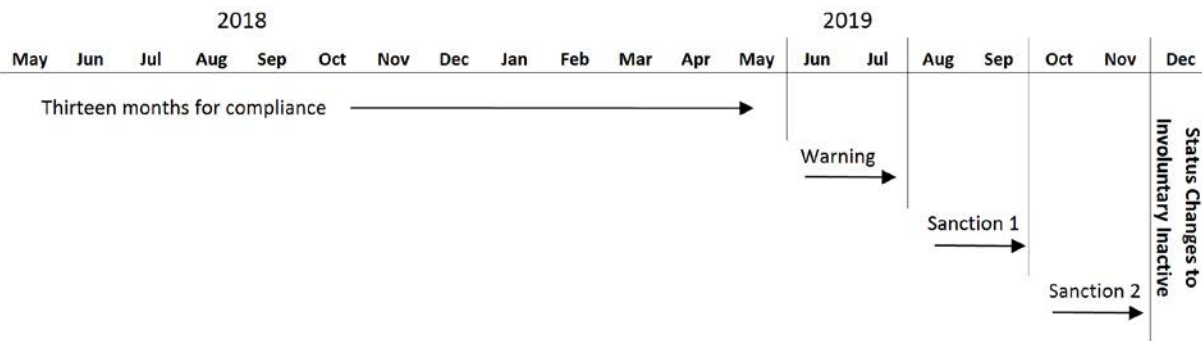 2018 2019
May Jun Jul Aug Sep Oct Nov Dec Jan Feb Mar Apr May Jun Jul Aug Sep Oct Nov Dec
Thirteen months for compliance
Warning
Sanction 1
Sanction 2
Status Changes to
Involuntary Inactive